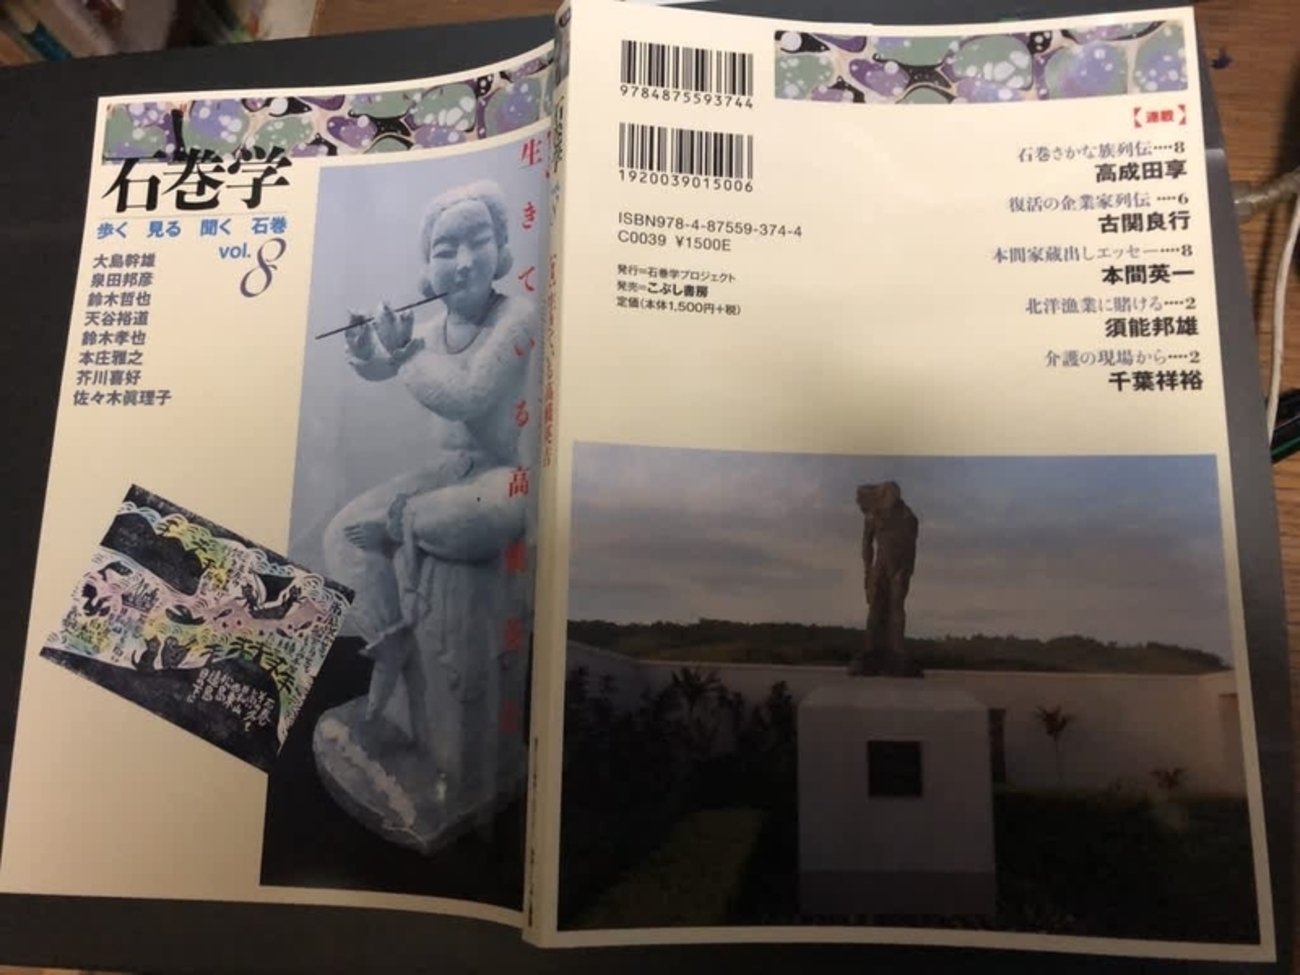 石巻学
歩く 見る 聞く 石巻
vol.8
大島幹雄
泉田邦彦
鈴木哲也
天谷裕道
鈴木孝也
本庄雅之
芥川喜好
佐々木眞理子
生きている高橋英吉
9784875593744
1920039015006
ISBN978-4-87559-374-4
C0039 ¥1500E
発行=石巻学プロジェクト
発売=こぶし書房
定価(本体1,500円+税)
【連載】
石巻さかな族列伝····8
高成田享
復活の企業家列伝····6
古関良行
本間家蔵出しエッセー····8
本間英一
北洋漁業に賭ける····2
須能邦雄
介護の現場から····2
千葉祥裕